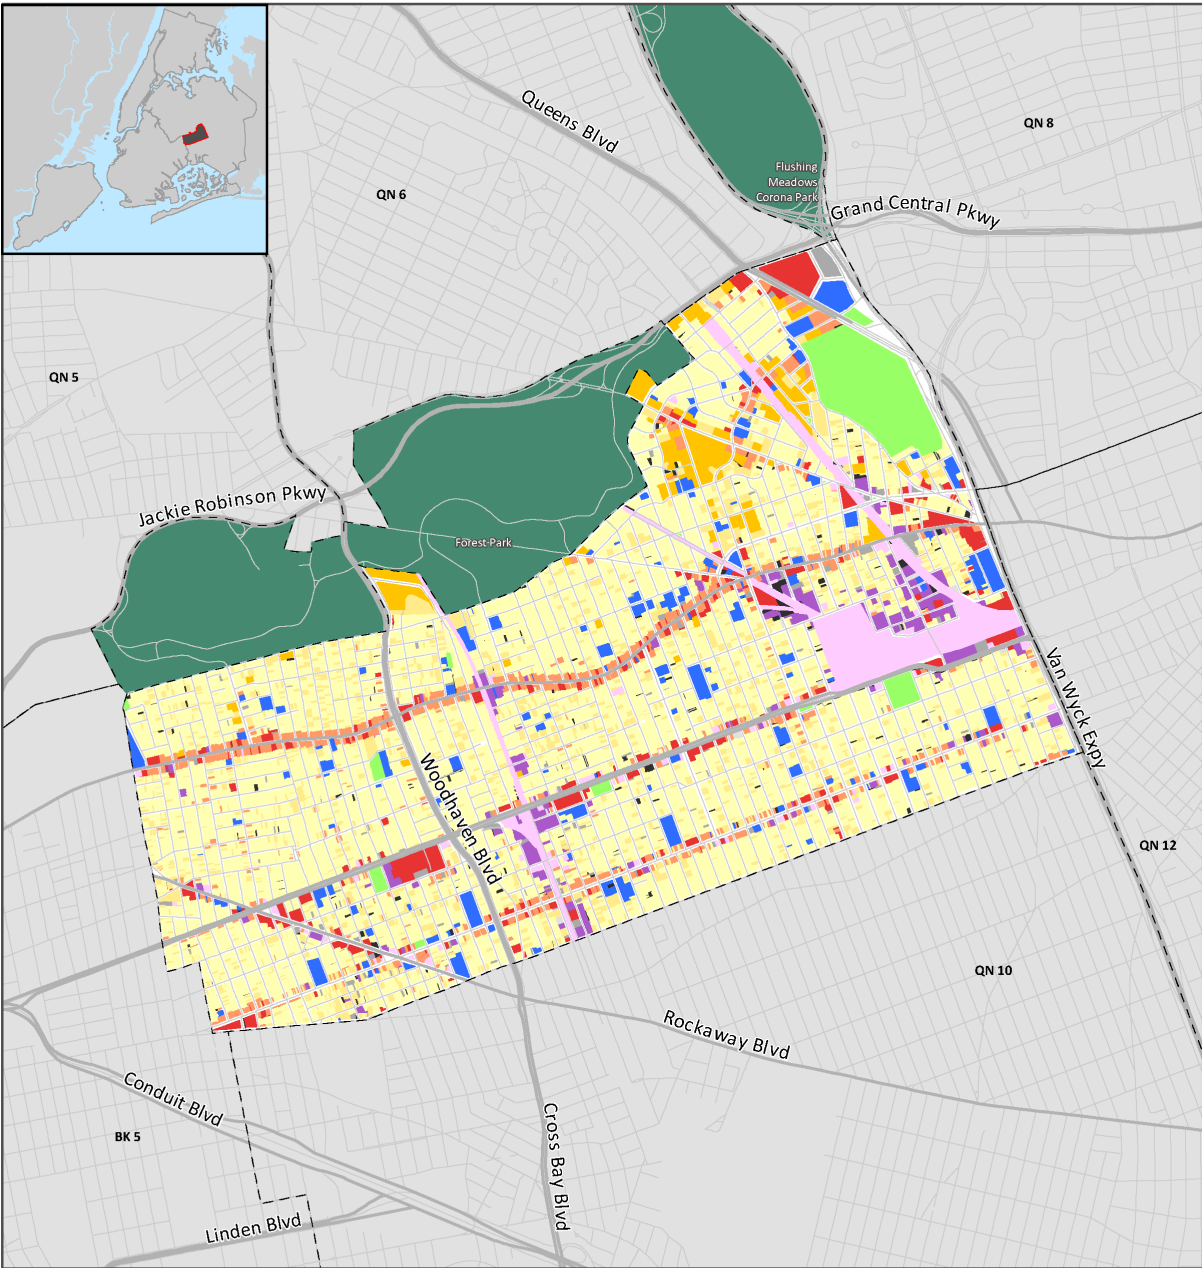 Queens Blvd
QN 8
Flushing
Meadows
Corona Park
QN 6
Grand Central Pkwy
QN 5
Jackie Robinson Pkwy
Forest Park
Van Wyck Expy
Woodhaven Blvd
QN 12
QN 10
Rockaway Blvd
Conduit Blvd
BK 5
Cross Bay Blvd
Linden Blvd